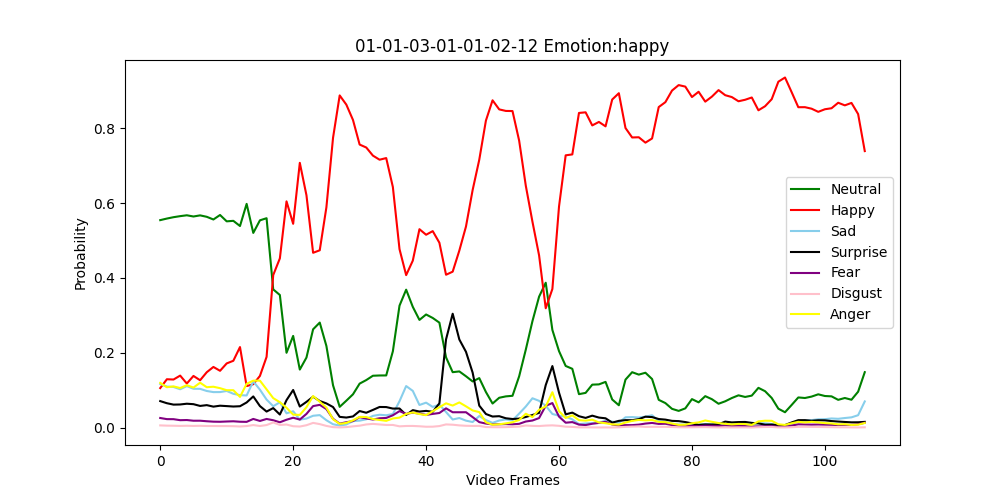 01-01-03-01-01-02-12 Emotion:happy
Probability
0.8
0.6
0.4
0.2
0.0
Neutral
Happy
Sad
Surprise
Fear
Disgust
Anger
0 20 40 60 80 100
Video Frames